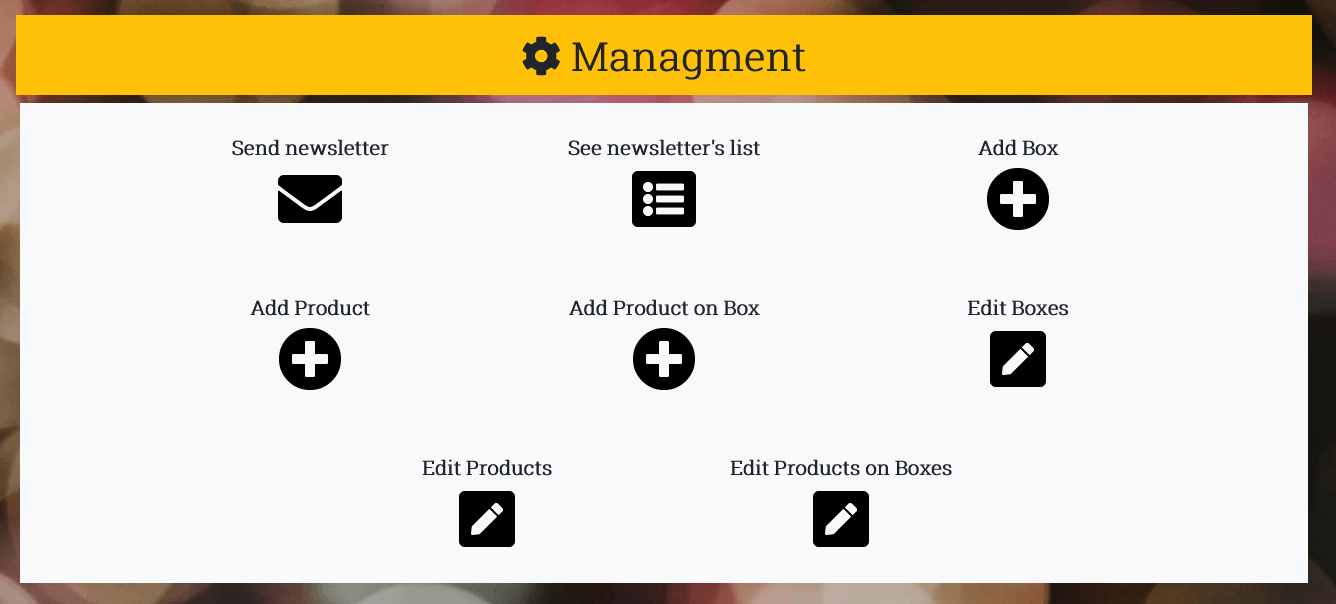 Managment
Send newsletter
See newsletter's list
Add Box
Add Product
Add Product on Box
Edit Boxes
Edit Products
Edit Products on Boxes